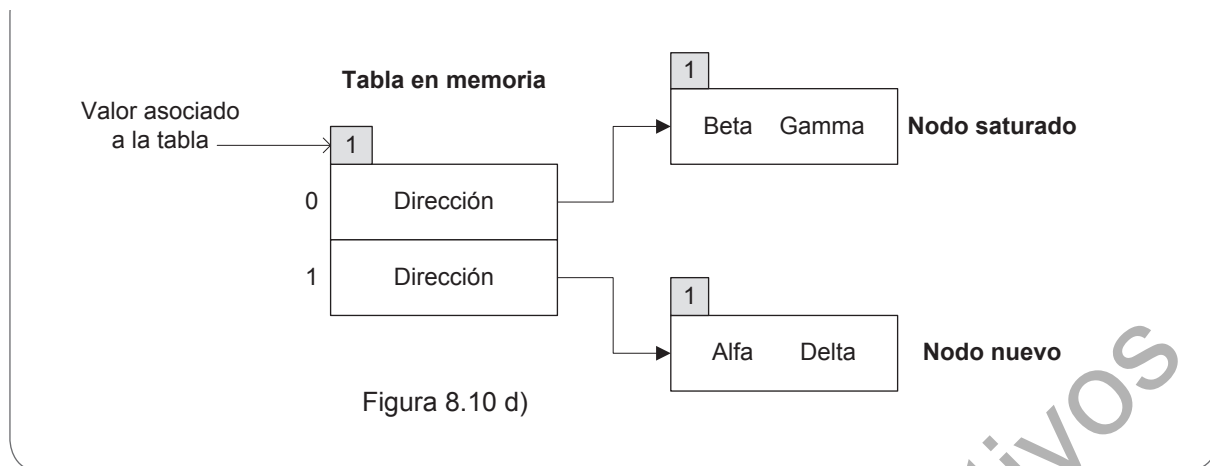 Tabla en memoria
Valor asociado
a la tabla
1
0 Dirección
1 Dirección
1
Beta Gamma
Nodo saturado
1
Alfa Delta
Nodo nuevo
Figura 8.10 d)